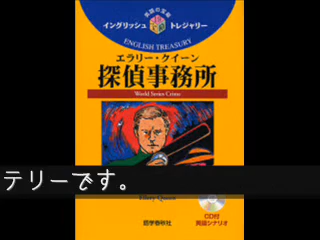 英語の宝箱
イングリッシュ トレジャリー
ENGLISH TREASURY
エラリー・クイーン
探偵事務所
World Series Crime
テリーです。
Ellery Queen
語学春秋社
CD付
英語シナリオ